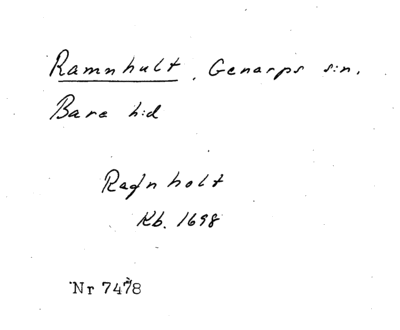 Ramnhult, Genarps s:n,
Bara h:d
Ragnholt
Kb. 1698
Nr 7478